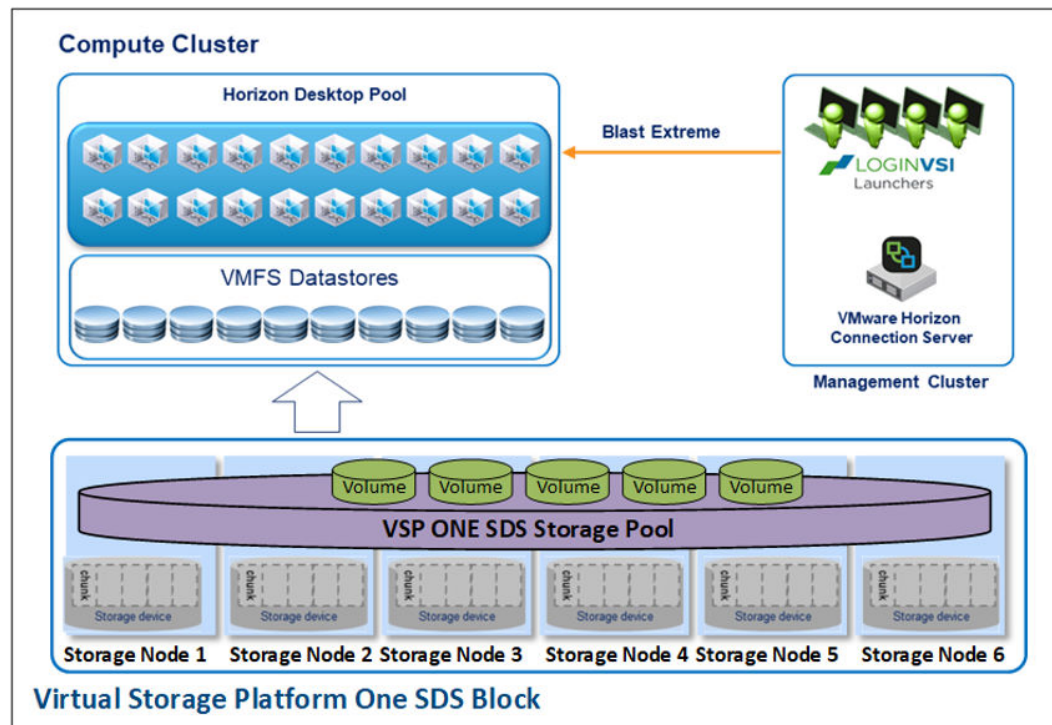 Compute Cluster
Horizon Desktop Pool
Blast Extreme
LOGINVSI
Launchers
VMFS Datastores
VMware Horizon
Connection Server
Management Cluster
Volume Volume Volume Volume Volume
VSP ONE SDS Storage Pool
chunk chunk chunk chunk chunk chunk
Storage device Storage device Storage device Storage device Storage device Storage device
Storage Node 1 Storage Node 2 Storage Node 3 Storage Node 4 Storage Node 5 Storage Node 6
Virtual Storage Platform One SDS Block